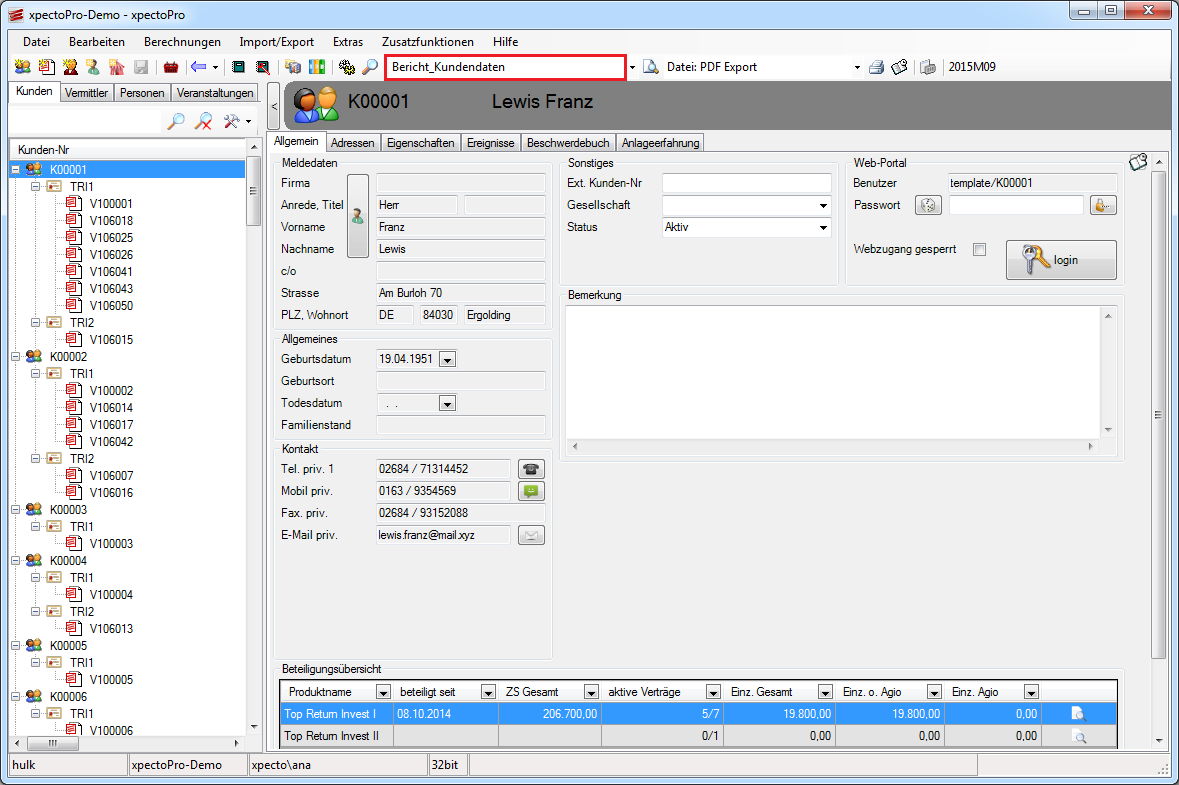 xpectoPro-Demo - xpectoPro
Datei Bearbeiten Berechnungen Import/Export Extras Zusatzfunktionen Hilfe
Bericht_Kundendaten Datei: PDF Export 2015M09
Kunden Vermittler Personen Veranstaltungen
Kunden-Nr
K00001
TRI1
V100001
V106018
V106025
V106026
V106041
V106043
V106050
TRI2
V106015
K00002
TRI1
V100002
V106014
V106017
V106042
TRI2
V106007
V106016
K00003
TRI1
V100003
K00004
TRI1
V100004
TRI2
V106013
K00005
TRI1
V100005
K00006
TRI1
V100006
< K00001 Lewis Franz
Allgemein Adressen Eigenschaften Ereignisse Beschwerdebuch Anlageerfahrung
Meldedaten
Firma
Anrede, Titel Herr
Vorname Franz
Nachname Lewis
c/o
Strasse Am Burloh 70
PLZ, Wohnort DE 84030 Ergolding
Allgemeines
Geburtsdatum 19.04.1951
Geburtsort
Todesdatum . .
Familienstand
Kontakt
Tel. priv. 1 02684 / 71314452
Mobil priv. 0163 / 9354569
Fax. priv. 02684 / 93152088
E-Mail priv. lewis.franz@mail.xyz
Sonstiges
Ext. Kunden-Nr
Gesellschaft
Status Aktiv
Web-Portal
Benutzer template/K00001
Passwort
Webzugang gesperrt login
Bemerkung
Beteiligungsübersicht
Produktname beteiligt seit ZS Gesamt aktive Verträge Einz. Gesamt Einz. o. Agio Einz. Agio
Top Return Invest I 08.10.2014 206.700,00 5/7 19.800,00 19.800,00 0,00
Top Return Invest II 0/1 0,00 0,00 0,00
hulk xpectoPro-Demo xpecto\ana 32bit